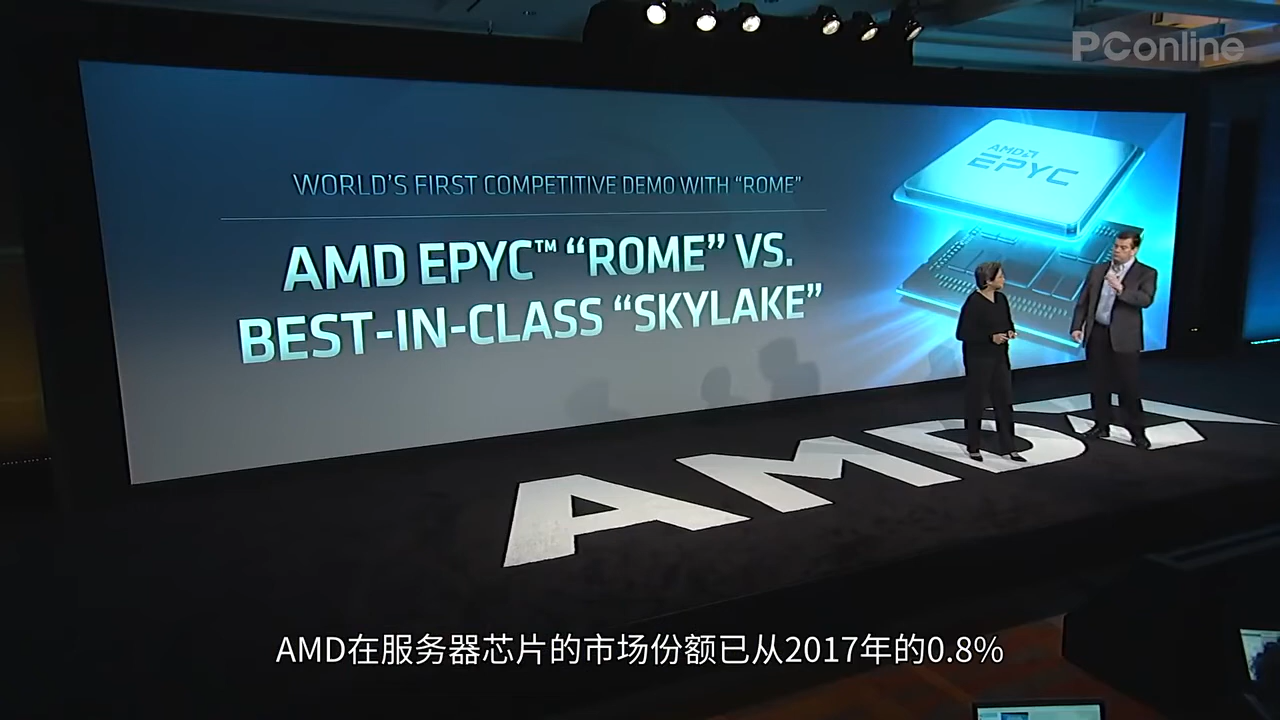 PConline
WORLD'S FIRST COMPETITIVE DEMO WITH “ROME”
AMD EPYC™ “ROME” VS.
BEST-IN-CLASS “SKYLAKE”
AMD
EPYC
AMD
AMD在服务器芯片的市场份额已从2017年的0.8%